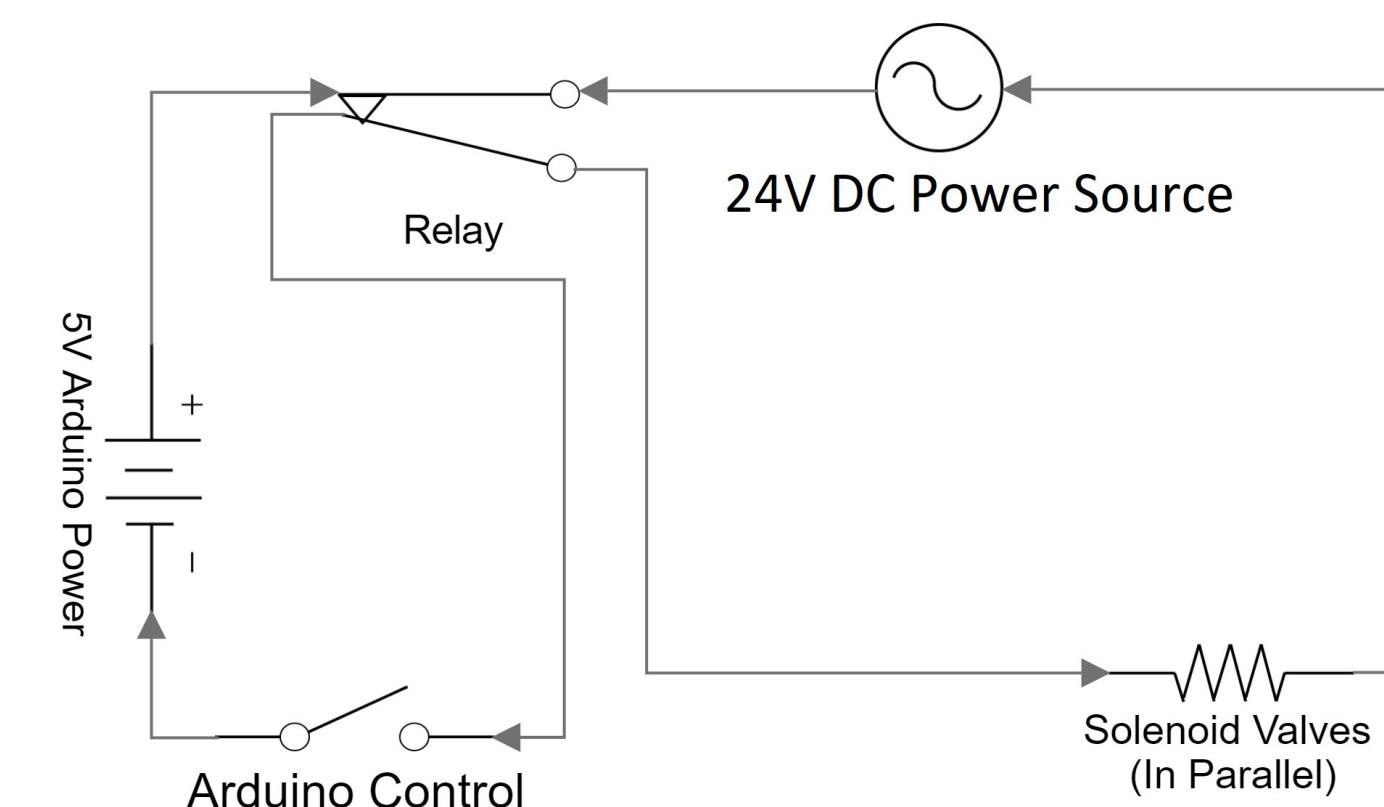 24V DC Power Source
Relay
5V Arduino Power
+
–
Solenoid Valves
(In Parallel)
Arduino Control